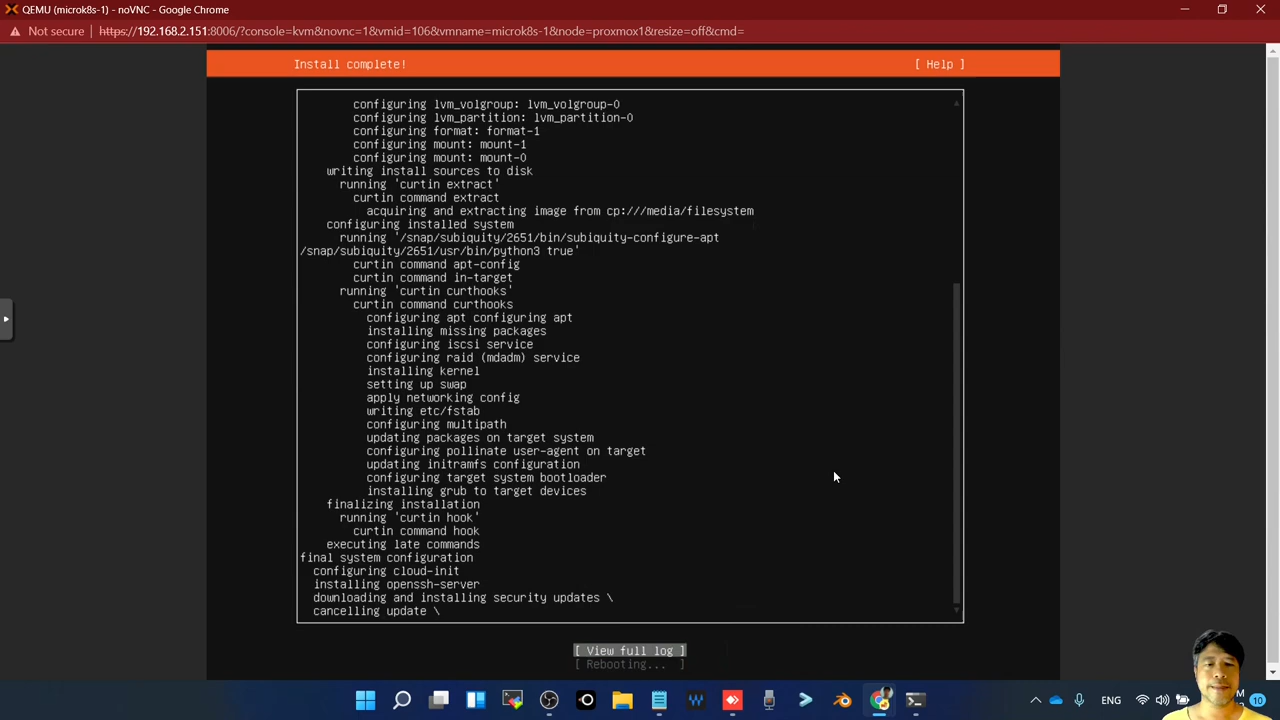 QEMU (microk8s-1) - noVNC - Google Chrome
Not secure | https://192.168.2.151:8006/?console=kvm&novnc=1&vmid=106&vmname=microk8s-1&node=proxmox1&resize=off&cmd=
Install complete! [ Help ]
configuring lvm_volgroup: lvm_volgroup-0
configuring lvm_partition: lvm_partition-0
configuring format: format-1
configuring mount: mount-1
configuring mount: mount-0
writing install sources to disk
running 'curtin extract'
curtin command extract
acquiring and extracting image from cp:///media/filesystem
configuring installed system
running '/snap/subiquity/2651/bin/subiquity-configure-apt
/snap/subiquity/2651/usr/bin/python3 true'
curtin command apt-config
curtin command in-target
running 'curtin curthooks'
curtin command curthooks
configuring apt configuring apt
installing missing packages
configuring iscsi service
configuring raid (mdadm) service
installing kernel
setting up swap
apply networking config
writing etc/fstab
configuring multipath
updating packages on target system
configuring pollinate user-agent on target
updating initramfs configuration
configuring target system bootloader
installing grub to target devices
finalizing installation
running 'curtin hook'
curtin command hook
executing late commands
final system configuration
configuring cloud-init
installing openssh-server
downloading and installing security updates \
cancelling update \
[ View full log ]
[ Rebooting... ]
ENG
10